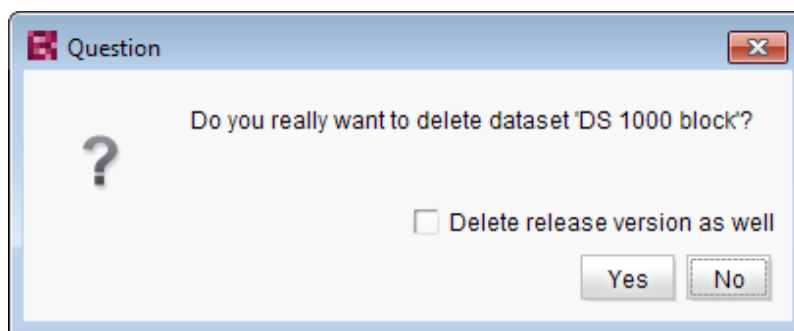 Question
Do you really want to delete dataset 'DS 1000 block'?
?
Delete release version as well
Yes No